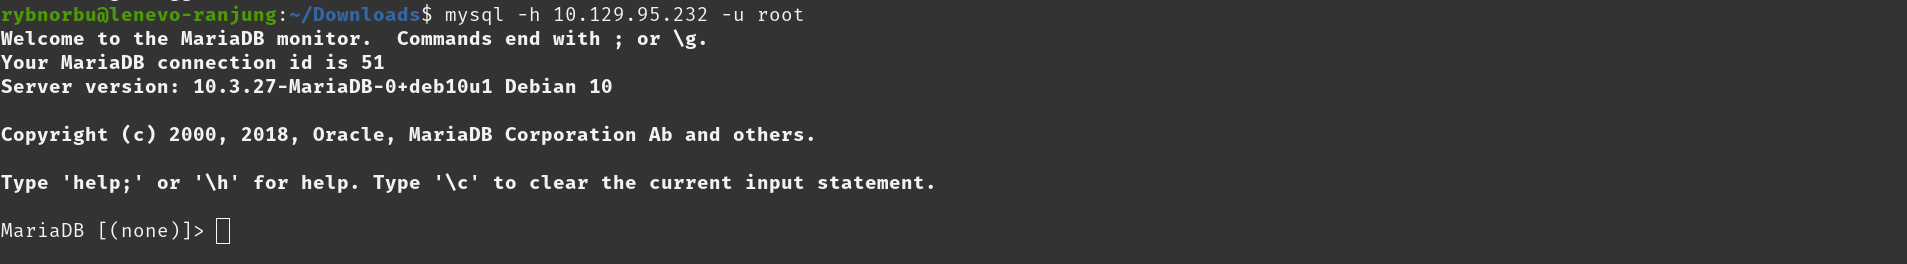 rybnorbu@lenevo-ranjung:~/Downloads$ mysql -h 10.129.95.232 -u root
Welcome to the MariaDB monitor.  Commands end with ; or \g.
Your MariaDB connection id is 51
Server version: 10.3.27-MariaDB-0+deb10u1 Debian 10
Copyright (c) 2000, 2018, Oracle, MariaDB Corporation Ab and others.
Type 'help;' or '\h' for help. Type '\c' to clear the current input statement.
MariaDB [(none)]>